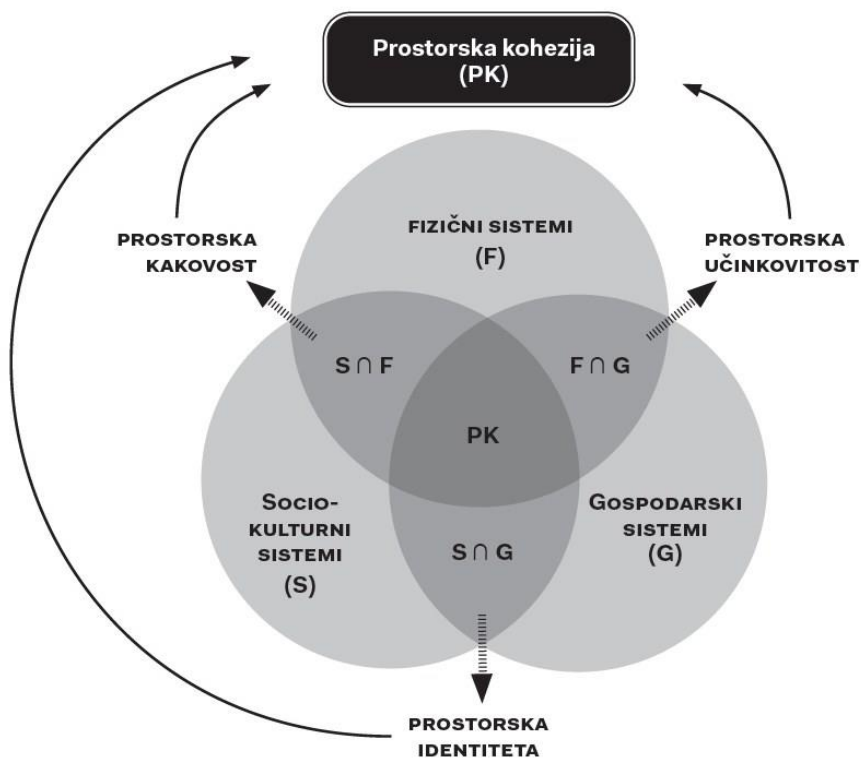 Prostorska kohezija
(PK)
FIZIČNI SISTEMI
(F)
PROSTORSKA
KAKOVOST
PROSTORSKA
UČINKOVITOST
S ∩ F
F ∩ G
PK
SOCIO-
KULTURNI
SISTEMI
(S)
GOSPODARSKI
SISTEMI
(G)
S ∩ G
PROSTORSKA
IDENTITETA